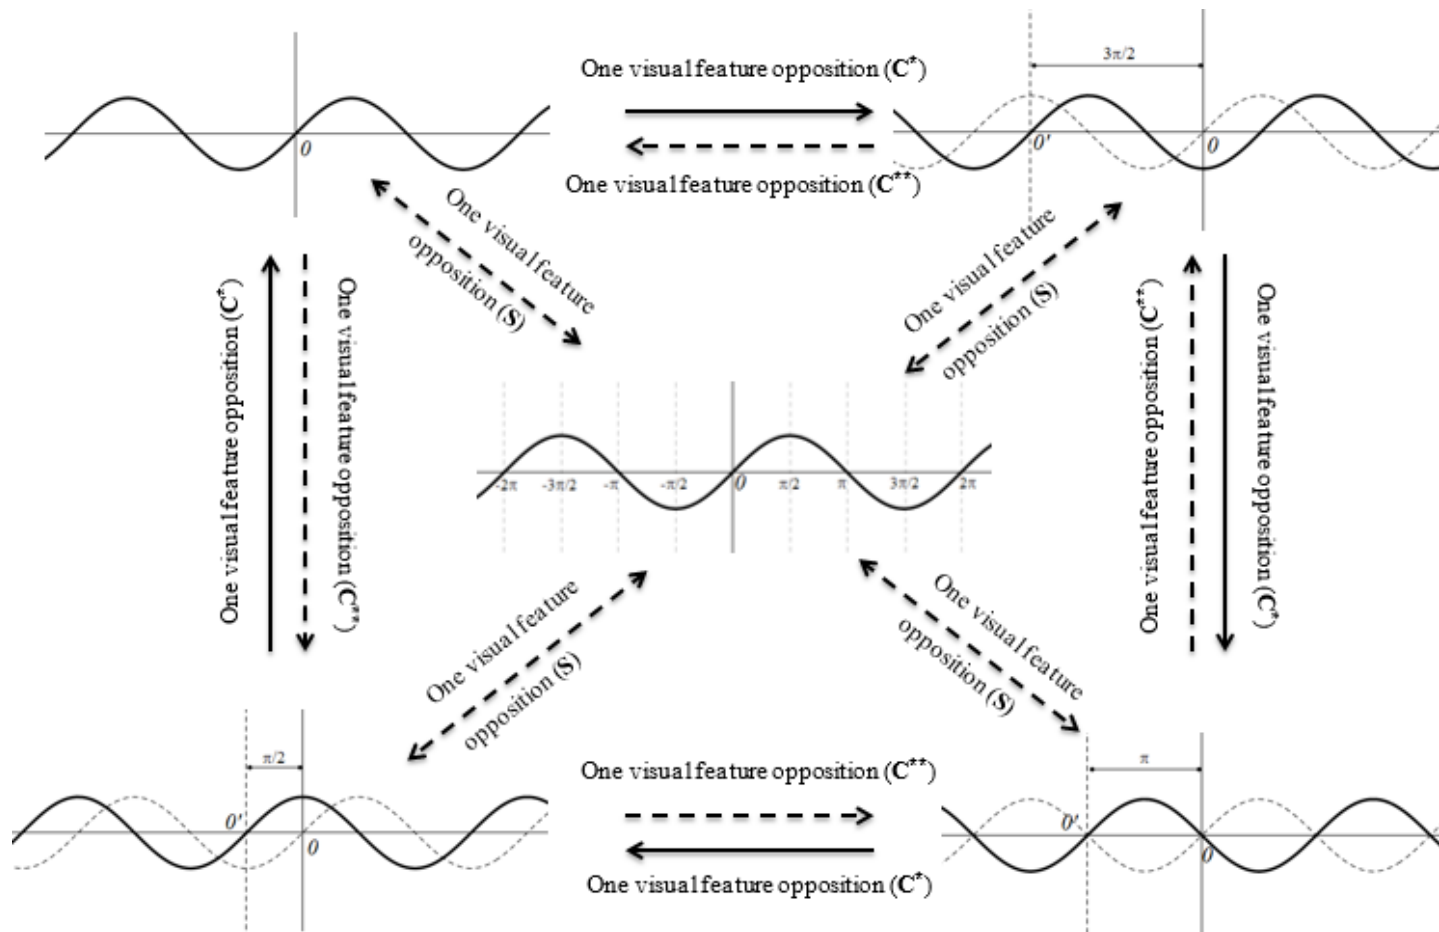 3π/2
One visual feature opposition (C*)
0
0'
0
One visual feature opposition (C**)
One visual feature
opposition (S)
One visual feature
opposition (S)
One visual feature opposition (C*)
One visual feature opposition (C**)
One visual feature opposition (C**)
One visual feature opposition (C*)
-2π -3π/2 -π -π/2 0 π/2 π 3π/2 2π
One visual feature
opposition (S)
One visual feature
opposition (S)
π/2
π
One visual feature opposition (C**)
0'
0
0'
0
One visual feature opposition (C*)